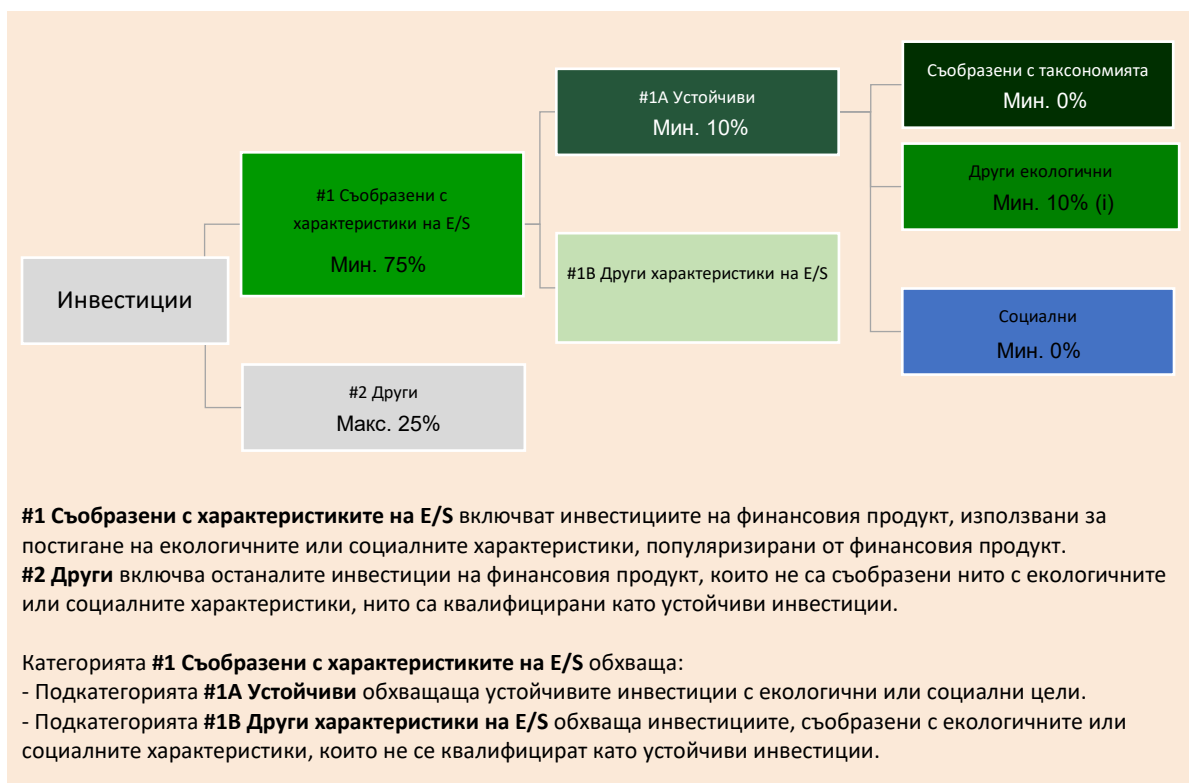 Инвестиции
#1 Съобразени с
характеристики на E/S
Мин. 75%
#2 Други
Макс. 25%
#1A Устойчиви
Мин. 10%
#1B Други характеристики на E/S
Съобразени с таксономията
Мин. 0%
Други екологични
Мин. 10% (i)
Социални
Мин. 0%
#1 Съобразени с характеристиките на E/S включват инвестициите на финансовия продукт, използвани за
постигане на екологичните или социалните характеристики, популяризирани от финансовия продукт.
#2 Други включва останалите инвестиции на финансовия продукт, които не са съобразени нито с екологичните
или социалните характеристики, нито са квалифицирани като устойчиви инвестиции.
Категорията #1 Съобразени с характеристиките на E/S обхваща:
- Подкатегорията #1A Устойчиви обхващаща устойчивите инвестиции с екологични или социални цели.
- Подкатегорията #1B Други характеристики на E/S обхваща инвестициите, съобразени с екологичните или
социалните характеристики, които не се квалифицират като устойчиви инвестиции.